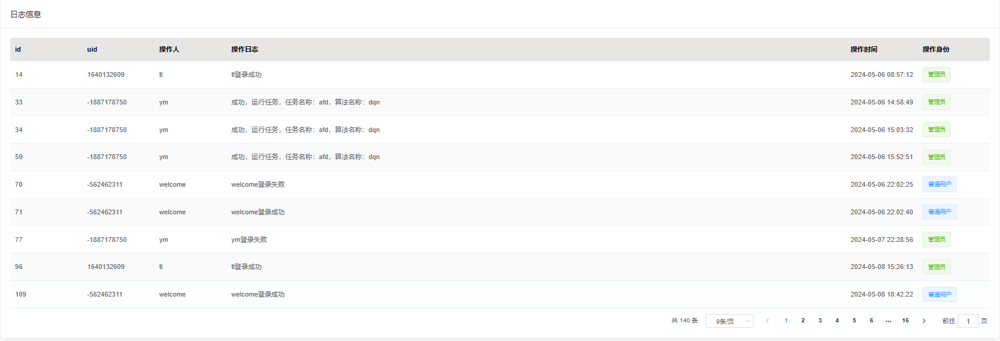 日志信息
id uid 操作人 操作日志 操作时间 操作身份
14 1640132609 tl tl登录成功 2024-05-06 08:57:12 管理员
33 -1887178750 ym 成功，运行任务，任务名称：afd，算法名称：dqn 2024-05-06 14:58:49 管理员
34 -1887178750 ym 成功，运行任务，任务名称：afd，算法名称：dqn 2024-05-06 15:03:32 管理员
59 -1887178750 ym 成功，运行任务，任务名称：afd，算法名称：dqn 2024-05-06 15:52:51 管理员
70 -562462311 welcome welcome登录失败 2024-05-06 22:02:25 普通用户
71 -562462311 welcome welcome登录成功 2024-05-06 22:02:40 普通用户
77 -1887178750 ym ym登录失败 2024-05-07 22:28:56 管理员
96 1640132609 tl tl登录成功 2024-05-08 15:26:13 管理员
109 -562462311 welcome welcome登录成功 2024-05-08 18:42:22 普通用户
共 140 条 9条/页 1 2 3 4 5 6 ... 16 前往 1 页